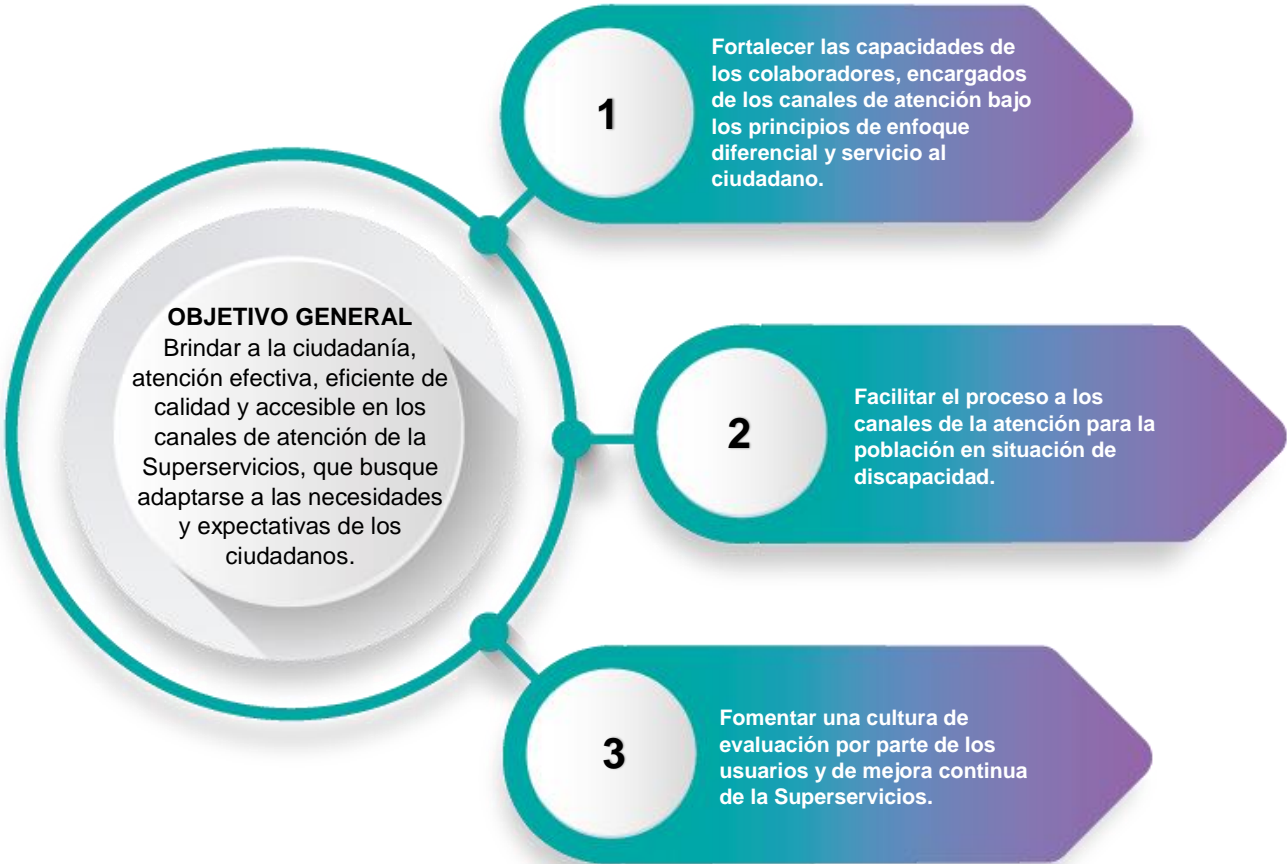 OBJETIVO GENERAL
Brindar a la ciudadanía,
atención efectiva, eficiente de
calidad y accesible en los
canales de atención de la
Superservicios, que busque
adaptarse a las necesidades
y expectativas de los
ciudadanos.
1
Fortalecer las capacidades de
los colaboradores, encargados
de los canales de atención bajo
los principios de enfoque
diferencial y servicio al
ciudadano.
2
Facilitar el proceso a los
canales de la atención para la
población en situación de
discapacidad.
3
Fomentar una cultura de
evaluación por parte de los
usuarios y de mejora continua
de la Superservicios.